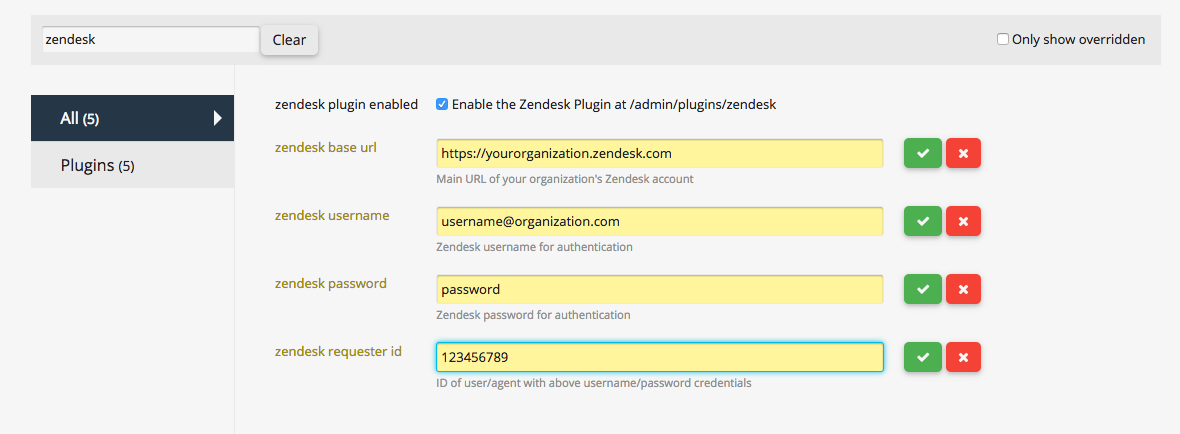 zendesk Clear Only show overridden
All (5)
Plugins (5)
zendesk plugin enabled Enable the Zendesk Plugin at /admin/plugins/zendesk
zendesk base url https://yourorganization.zendesk.com
Main URL of your organization's Zendesk account
zendesk username username@organization.com
Zendesk username for authentication
zendesk password password
Zendesk password for authentication
zendesk requester id 123456789
ID of user/agent with above username/password credentials